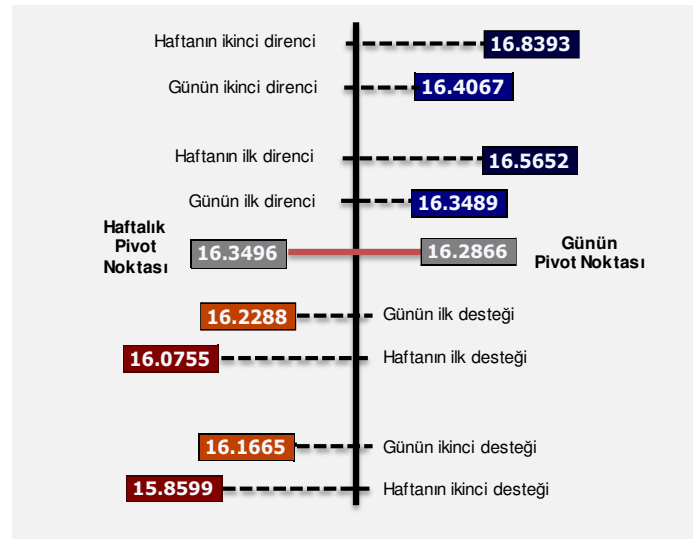 Haftanın ikinci direnci
16.8393
Günün ikinci direnci
16.4067
Haftanın ilk direnci
16.5652
Günün ilk direnci
16.3489
Haftalık
Pivot
Noktası
16.3496
16.2866
Günün
Pivot Noktası
16.2288
Günün ilk desteği
16.0755
Haftanın ilk desteği
16.1665
Günün ikinci desteği
15.8599
Haftanın ikinci desteği